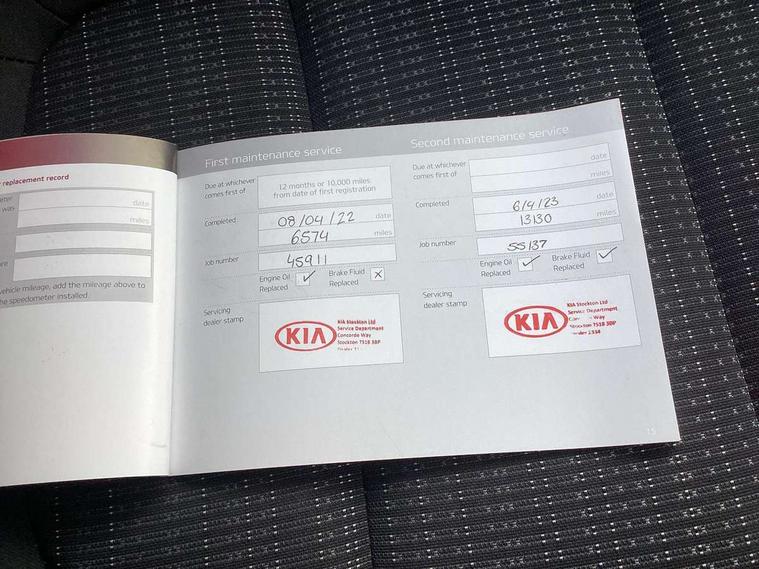 r replacement record
was
date
miles
vehicle mileage, add the mileage above to
he speedometer installed.
First maintenance service
Due at whichever
comes first of
12 months or 10,000 miles
from date of first registration
Completed
08/04/22 date
6574 miles
Job number
45911
Engine Oil
Replaced
✓
Brake Fluid
Replaced
X
Servicing
dealer stamp
KIA
KIA Stockton Ltd
Service Department
Concorde Way
Stockton TS18 3BP
Second maintenance service
Due at whichever
comes first of
date
miles
Completed
6/4/23 date
13130 miles
Job number
55137
Engine Oil
Replaced
✓
Brake Fluid
Replaced
✓
Servicing
dealer stamp
KIA
KIA Stockton Ltd
Service Department
Way
Stockton TS18 3BP
15